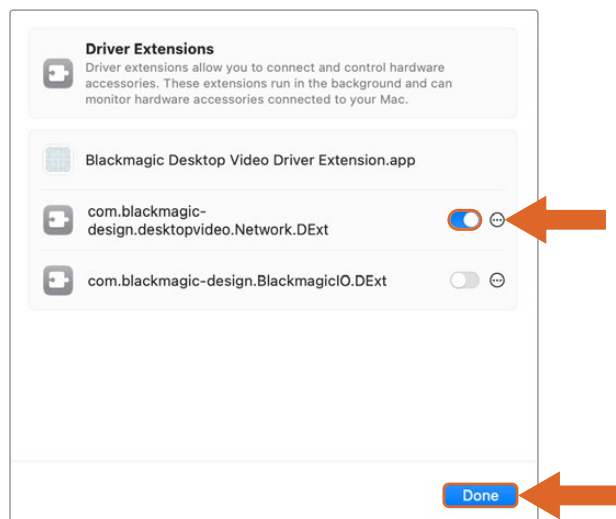 Driver Extensions
Driver extensions allow you to connect and control hardware
accessories. These extensions run in the background and can
monitor hardware accessories connected to your Mac.
Blackmagic Desktop Video Driver Extension.app
com.blackmagic-
design.desktopvideo.Network.DExt
com.blackmagic-design.BlackmagicIO.DExt
Done